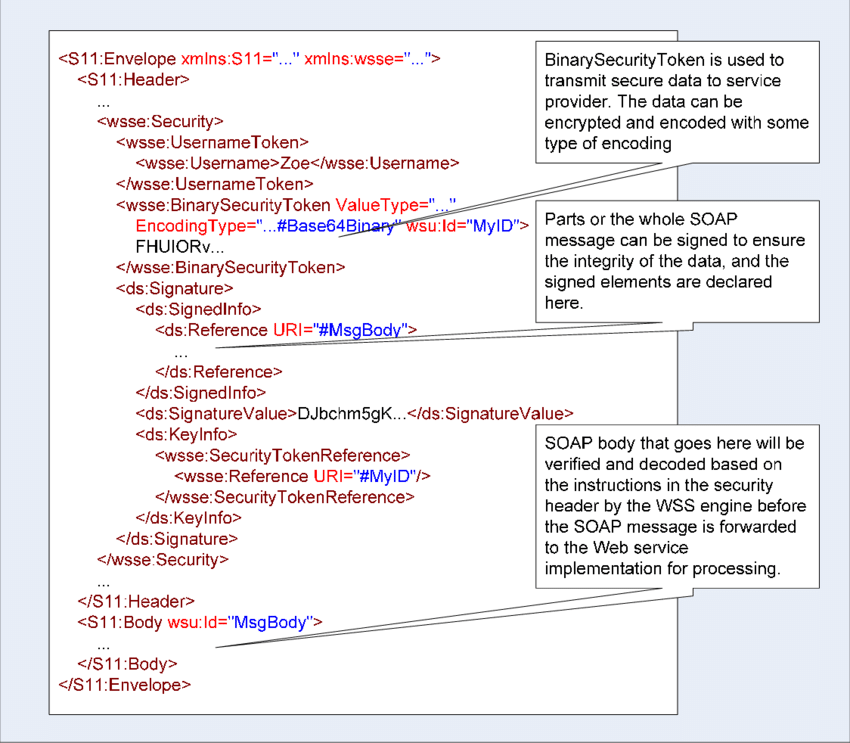 <S11:Envelope xmlns:S11="..." xmlns:wsse="...">
<S11:Header>
...
<wsse:Security>
<wsse:UsernameToken>
<wsse:Username>Zoe</wsse:Username>
</wsse:UsernameToken>
<wsse:BinarySecurityToken ValueType="..."
EncodingType="...#Base64Binary" wsu:Id="MyID">
FHUIORv...
</wsse:BinarySecurityToken>
<ds:Signature>
<ds:SignedInfo>
<ds:Reference URI="#MsgBody">
...
</ds:Reference>
</ds:SignedInfo>
<ds:SignatureValue>DJbchm5gK...</ds:SignatureValue>
<ds:KeyInfo>
<wsse:SecurityTokenReference>
<wsse:Reference URI="#MyID"/>
</wsse:SecurityTokenReference>
</ds:KeyInfo>
</ds:Signature>
</wsse:Security>
...
</S11:Header>
<S11:Body wsu:Id="MsgBody">
...
</S11:Body>
</S11:Envelope>
BinarySecurityToken is used to
transmit secure data to service
provider. The data can be
encrypted and encoded with some
type of encoding
Parts or the whole SOAP
message can be signed to ensure
the integrity of the data, and the
signed elements are declared
here.
SOAP body that goes here will be
verified and decoded based on
the instructions in the security
header by the WSS engine before
the SOAP message is forwarded
to the Web service
implementation for processing.